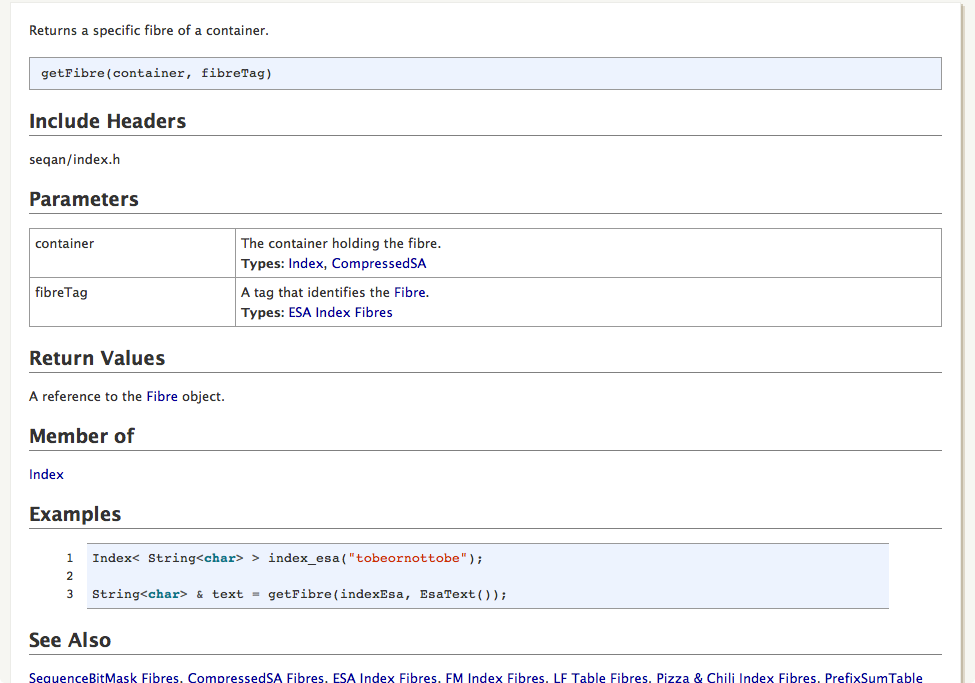 Returns a specific fibre of a container.
getFibre(container, fibreTag)
Include Headers
seqan/index.h
Parameters
container
The container holding the fibre.
Types: Index, CompressedSA
fibreTag
A tag that identifies the Fibre.
Types: ESA Index Fibres
Return Values
A reference to the Fibre object.
Member of
Index
Examples
1 Index< String<char> > index_esa("tobeornottobe");
2
3 String<char> & text = getFibre(indexEsa, EsaText());
See Also
SequenceBitMask Fibres, CompressedSA Fibres, ESA Index Fibres, FM Index Fibres, LF Table Fibres, Pizza & Chili Index Fibres, PrefixSumTable